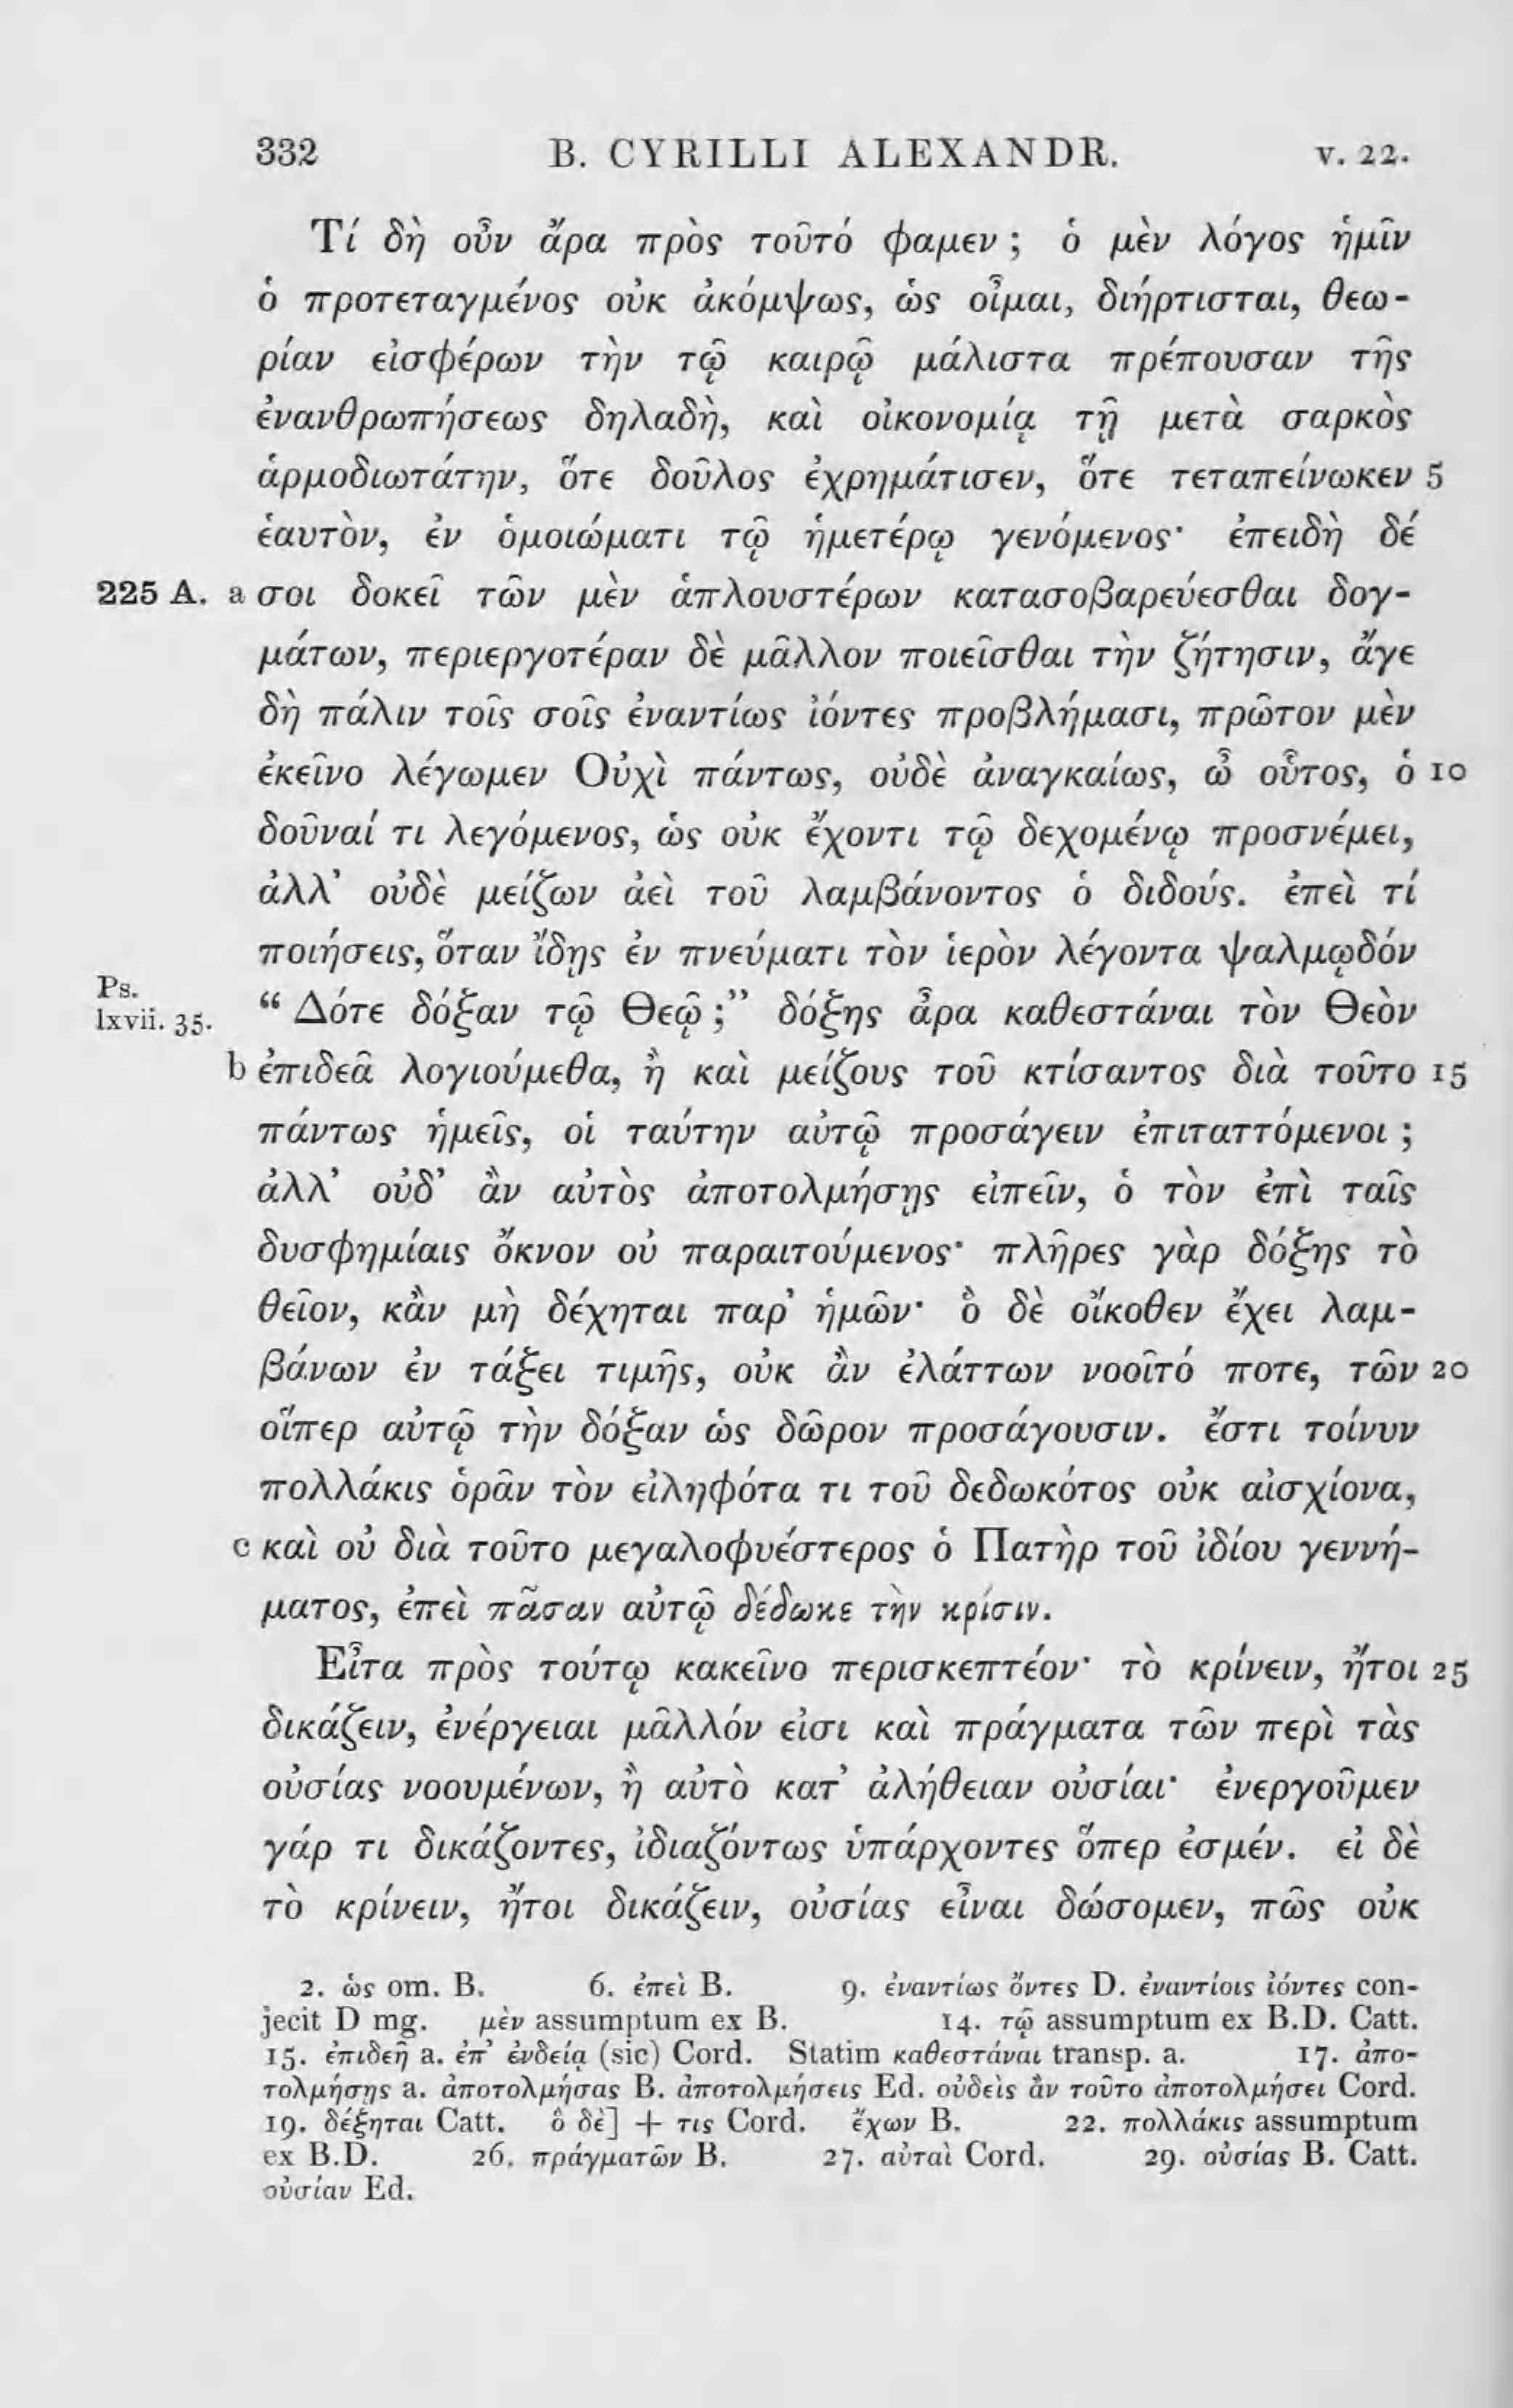 332 B. CYRILLI ALEXANDR. v. 22.
Τί δὴ οὖν ἄρα πρὸς τοῦτό φαμεν ; ὁ μὲν λόγος ἡμῖν
ὁ προτεταγμένος οὐκ ἀκόμψως, ὡς οἶμαι, διήρτισται, θεω-
ρίαν εἰσφέρων τὴν τῷ καιρῷ μάλιστα πρέπουσαν τῆς
ἐνανθρωπήσεως δηλαδὴ, καὶ οἰκονομίᾳ τῇ μετὰ σαρκὸς
ἁρμοδιωτάτην, ὅτε δοῦλος ἐχρημάτισεν, ὅτε τεταπείνωκεν 5
ἑαυτὸν, ἐν ὁμοιώματι τῷ ἡμετέρῳ γενόμενος· ἐπειδὴ δέ
225 A. a σοι δοκεῖ τῶν μὲν ἁπλουστέρων κατασοβαρεύεσθαι δογ-
μάτων, περιεργοτέραν δὲ μᾶλλον ποιεῖσθαι τὴν ζήτησιν, ἄγε
δὴ πάλιν τοῖς σοῖς ἐναντίως ἰόντες προβλήμασι, πρῶτον μὲν
ἐκεῖνο λέγωμεν Οὐχὶ πάντως, οὐδὲ ἀναγκαίως, ὦ οὗτος, ὁ 10
δοῦναί τι λεγόμενος, ὡς οὐκ ἔχοντι τῷ δεχομένῳ προσνέμει,
ἀλλ᾽ οὐδὲ μείζων ἀεὶ τοῦ λαμβάνοντος ὁ διδούς. ἐπεὶ τί
ποιήσεις, ὅταν ἴδῃς ἐν πνεύματι τὸν ἱερὸν λέγοντα ψαλμῳδόν
Ps.
lxvii. 35. “ Δότε δόξαν τῷ Θεῷ ;” δόξης ἆρα καθεστάναι τὸν Θεὸν
b ἐπιδεᾶ λογιούμεθα, ἢ καὶ μείζους τοῦ κτίσαντος διὰ τοῦτο 15
πάντως ἡμεῖς, οἱ ταύτην αὐτῷ προσάγειν ἐπιταττόμενοι ;
ἀλλ᾽ οὐδ᾽ ἂν αὐτὸς ἀποτολμήσῃς εἰπεῖν, ὁ τὸν ἐπὶ ταῖς
δυσφημίαις ὄκνον οὐ παραιτούμενος· πλῆρες γὰρ δόξης τὸ
θεῖον, κἂν μὴ δέχηται παρ᾽ ἡμῶν· ὃ δὲ οἴκοθεν ἔχει λαμ-
βάνων ἐν τάξει τιμῆς, οὐκ ἂν ἐλάττων νοοῖτό ποτε, τῶν 20
οἵπερ αὐτῷ τὴν δόξαν ὡς δῶρον προσάγουσιν. ἔστι τοίνυν
πολλάκις ὁρᾶν τὸν εἰληφότα τι τοῦ δεδωκότος οὐκ αἰσχίονα,
c καὶ οὐ διὰ τοῦτο μεγαλοφυέστερος ὁ Πατὴρ τοῦ ἰδίου γεννή-
ματος, ἐπεὶ πᾶσαν αὐτῷ δέδωκε τὴν κρίσιν.
Εἶτα πρὸς τούτῳ κακεῖνο περισκεπτέον· τὸ κρίνειν, ἤτοι 25
δικάζειν, ἐνέργειαι μᾶλλόν εἰσι καὶ πράγματα τῶν περὶ τὰς
οὐσίας νοουμένων, ἢ αὐτὸ κατ᾽ ἀλήθειαν οὐσίαι· ἐνεργοῦμεν
γάρ τι δικάζοντες, ἰδιαζόντως ὑπάρχοντες ὅπερ ἐσμέν. εἰ δὲ
τὸ κρίνειν, ἤτοι δικάζειν, οὐσίας εἶναι δώσομεν, πῶς οὐκ
2. ὡς om. B. 6. ἐπεὶ B. 9. ἐναντίως ὄντες D. ἐναντίοις ἰόντες con-
jecit D mg. μὲν assumptum ex B. 14. τῷ assumptum ex B.D. Catt.
15. ἐπιδεῆ a. ἐπ᾽ ἐνδείᾳ (sic) Cord. Statim καθεστάναι transp. a. 17. ἀπο-
τολμήσῃς a. ἀποτολμήσας B. ἀποτολμήσεις Ed. οὐδεὶς ἂν τοῦτο ἀποτολμήσει Cord.
19. δέξηται Catt. ὃ δὲ] + τις Cord. ἔχων B. 22. πολλάκις assumptum
ex B.D. 26. πράγματῶν B. 27. αὐταὶ Cord. 29. οὐσίας B. Catt.
οὐσίαν Ed.